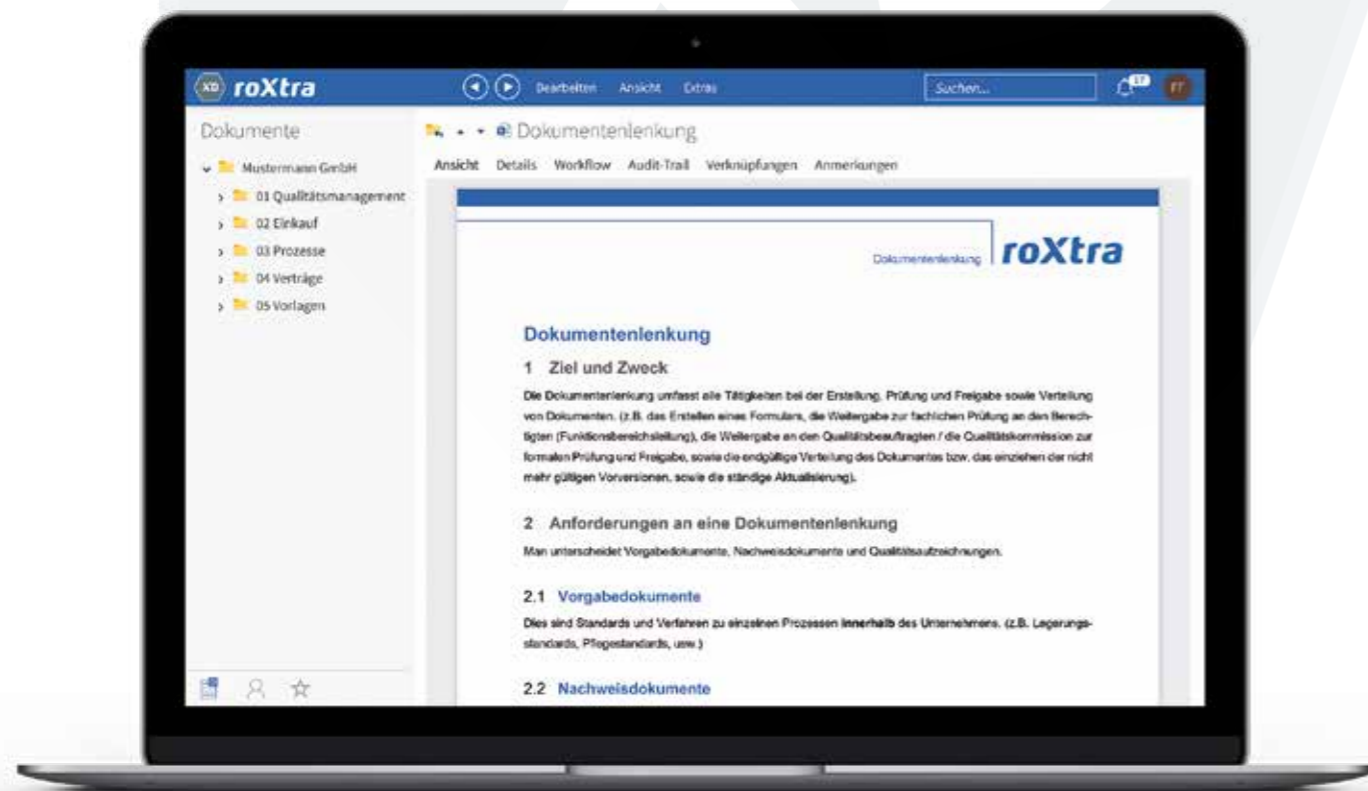 roXtra
Bearbeiten Ansicht Extras
Suchen...
17
Dokumente
Mustermann GmbH
01 Qualitätsmanagement
02 Einkauf
03 Prozesse
04 Verträge
05 Vorlagen
Dokumentenlenkung
Ansicht Details Workflow Audit-Trail Verknüpfungen Anmerkungen
Dokumentenlenkung roXtra
Dokumentenlenkung
1 Ziel und Zweck
Die Dokumentenlenkung umfasst alle Tätigkeiten bei der Erstellung, Prüfung und Freigabe sowie Verteilung
von Dokumenten. (z.B. das Erstellen eines Formulars, die Weitergabe zur fachlichen Prüfung an den Berech-
tigten (Funktionsbereichsleitung), die Weitergabe an den Qualitätsbeauftragten / die Qualitätskommission zur
formalen Prüfung und Freigabe, sowie die endgültige Verteilung des Dokumentes bzw. das einziehen der nicht
mehr gültigen Vorversionen, sowie die ständige Aktualisierung).
2 Anforderungen an eine Dokumentenlenkung
Man unterscheidet Vorgabedokumente, Nachweisdokumente und Qualitätsaufzeichnungen.
2.1 Vorgabedokumente
Dies sind Standards und Verfahren zu einzelnen Prozessen innerhalb des Unternehmens. (z.B. Lagerungs-
standards, Pflegestandards, usw.)
2.2 Nachweisdokumente